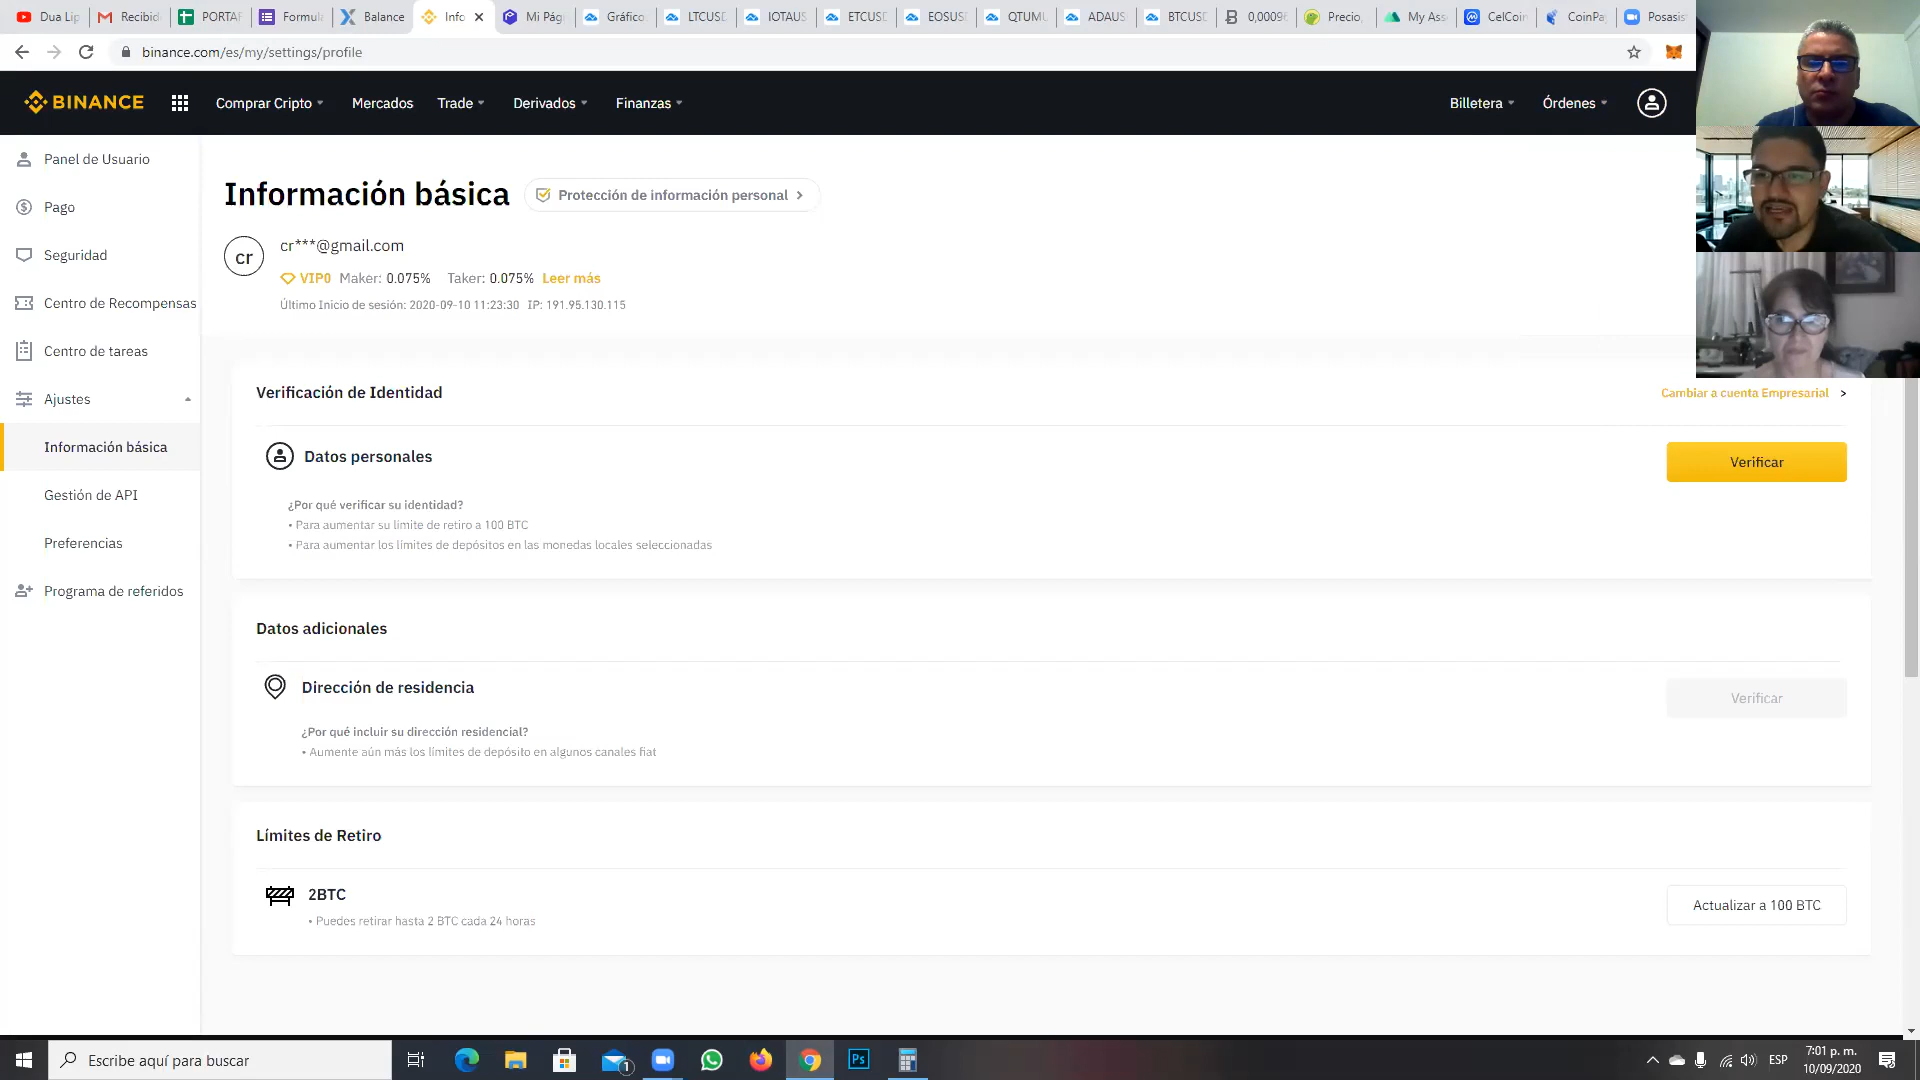 Dua Lip
Recibid
PORTAF
Formula
Balance
Info
Mi Pág
Gráfico
LTCUSD
IOTAUS
ETCUSD
EOSUS
QTUMU
ADAUS
BTCUSD
0,00096
Precio,
My Ass
CelCoin
CoinPay
Posasist
binance.com/es/my/settings/profile
BINANCE
Comprar Cripto
Mercados
Trade
Derivados
Finanzas
Billetera
Órdenes
Panel de Usuario
Pago
Seguridad
Centro de Recompensas
Centro de tareas
Ajustes
Información básica
Gestión de API
Preferencias
Programa de referidos
Información básica
Protección de información personal
cr
cr***@gmail.com
VIP0 Maker: 0.075% Taker: 0.075% Leer más
Último Inicio de sesión: 2020-09-10 11:23:30 IP: 191.95.130.115
Verificación de Identidad
Cambiar a cuenta Empresarial
Datos personales
Verificar
¿Por qué verificar su identidad?
• Para aumentar su límite de retiro a 100 BTC
• Para aumentar los límites de depósitos en las monedas locales seleccionadas
Datos adicionales
Dirección de residencia
Verificar
¿Por qué incluir su dirección residencial?
• Aumente aún más los límites de depósito en algunos canales fiat
Límites de Retiro
2BTC
• Puedes retirar hasta 2 BTC cada 24 horas
Actualizar a 100 BTC
Escribe aquí para buscar
1
Ps
ESP
7:01 p. m.
10/09/2020